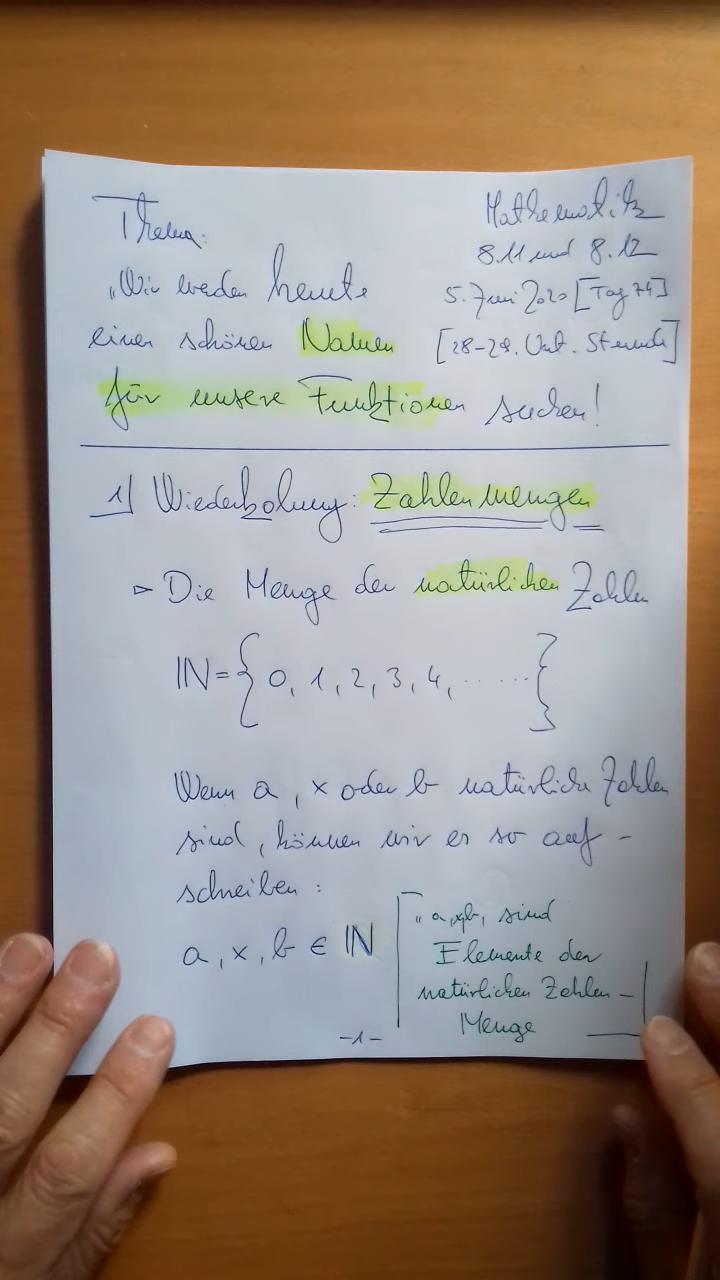 Thema:
"Wir werden heute
einen schönen Namen
für unsere Funktionen suchen!
Mathematik
8.11 und 8.12
5. Juni 2020 [Tag 74]
[28-29. Unt. Stunde]
1) Wiederholung: Zahlenmengen
▻ Die Menge der natürlichen Zahlen
IN = { 0, 1, 2, 3, 4, ...... }
Wenn a, x oder b natürliche Zahlen
sind, können wir es so auf-
schreiben:
a, x, b ∈ IN
"a, x, b, sind
Elemente der
natürlichen Zahlen-
Menge
-1-